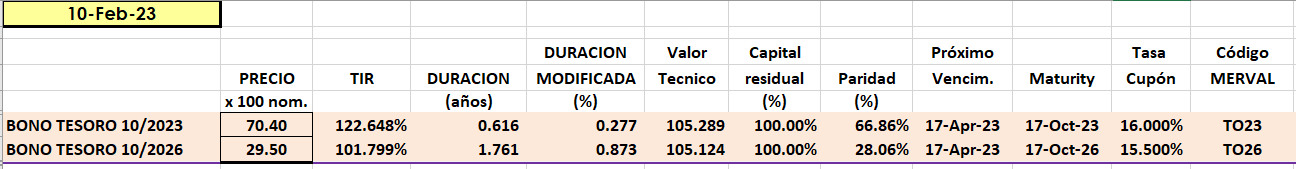 10-Feb-23
DURACION Valor Capital Próximo Tasa Código
PRECIO TIR DURACION MODIFICADA Tecnico residual Paridad Vencim. Maturity Cupón MERVAL
x 100 nom. (años) (%) (%) (%)
BONO TESORO 10/2023 70.40 122.648% 0.616 0.277 105.289 100.00% 66.86% 17-Apr-23 17-Oct-23 16.000% TO23
BONO TESORO 10/2026 29.50 101.799% 1.761 0.873 105.124 100.00% 28.06% 17-Apr-23 17-Oct-26 15.500% TO26